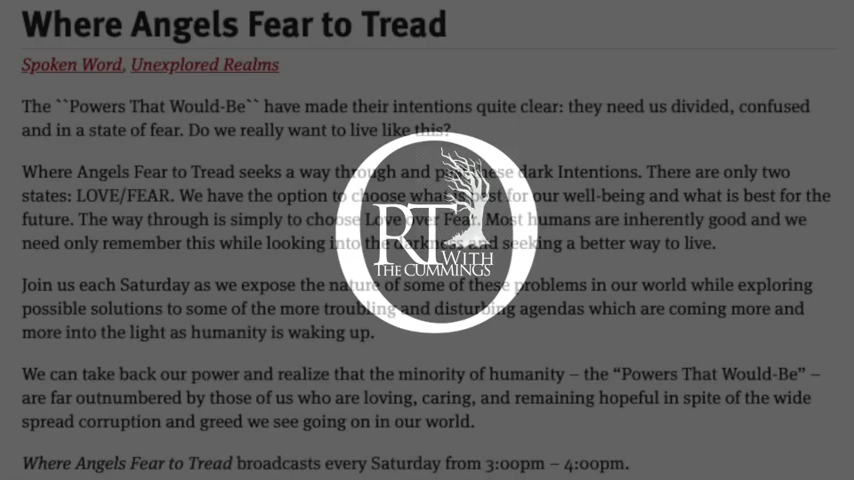 Where Angels Fear to Tread
Spoken Word, Unexplored Realms
The ``Powers That Would-Be`` have made their intentions quite clear: they need us divided, confused
and in a state of fear. Do we really want to live like this?
Where Angels Fear to Tread seeks a way through and past these dark Intentions. There are only two
states: LOVE/FEAR. We have the option to choose what is best for our well-being and what is best for the
future. The way through is simply to choose Love over Fear. Most humans are inherently good and we
need only remember this while looking into the darkness and seeking a better way to live.
Join us each Saturday as we expose the nature of some of these problems in our world while exploring
possible solutions to some of the more troubling and disturbing agendas which are coming more and
more into the light as humanity is waking up.
We can take back our power and realize that the minority of humanity – the “Powers That Would-Be” –
are far outnumbered by those of us who are loving, caring, and remaining hopeful in spite of the wide
spread corruption and greed we see going on in our world.
Where Angels Fear to Tread broadcasts every Saturday from 3:00pm – 4:00pm.
RT
WITH
THE CUMMINGS